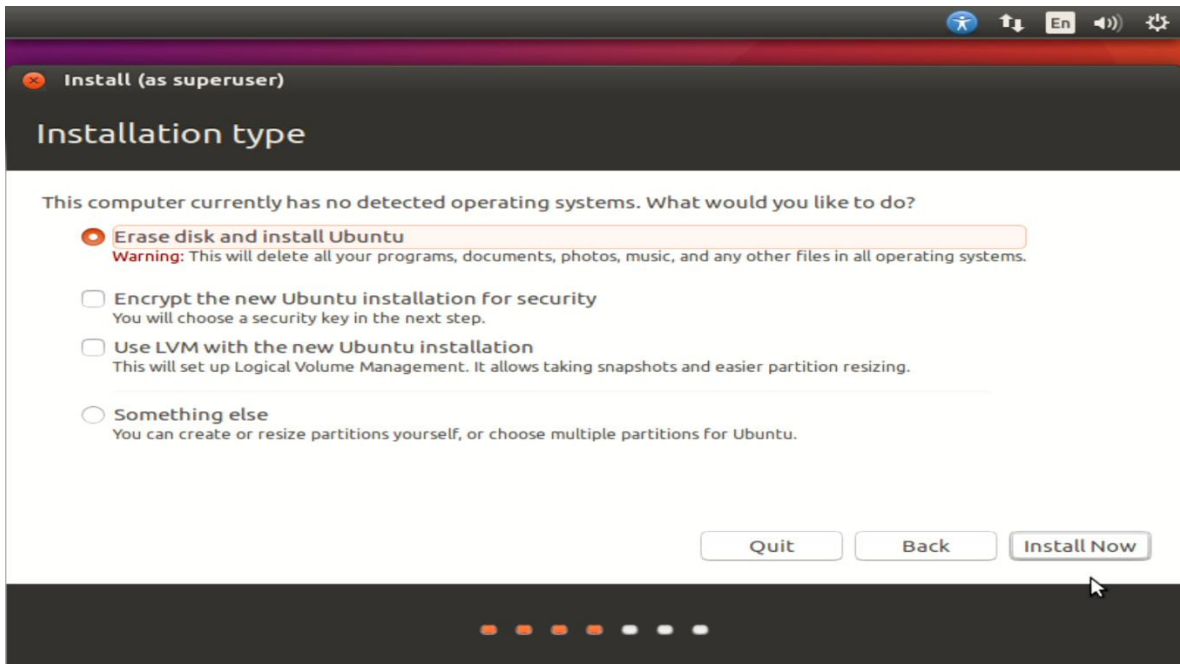 En
Install (as superuser)
Installation type
This computer currently has no detected operating systems. What would you like to do?
Erase disk and install Ubuntu
Warning: This will delete all your programs, documents, photos, music, and any other files in all operating systems.
Encrypt the new Ubuntu installation for security
You will choose a security key in the next step.
Use LVM with the new Ubuntu installation
This will set up Logical Volume Management. It allows taking snapshots and easier partition resizing.
Something else
You can create or resize partitions yourself, or choose multiple partitions for Ubuntu.
Quit Back Install Now